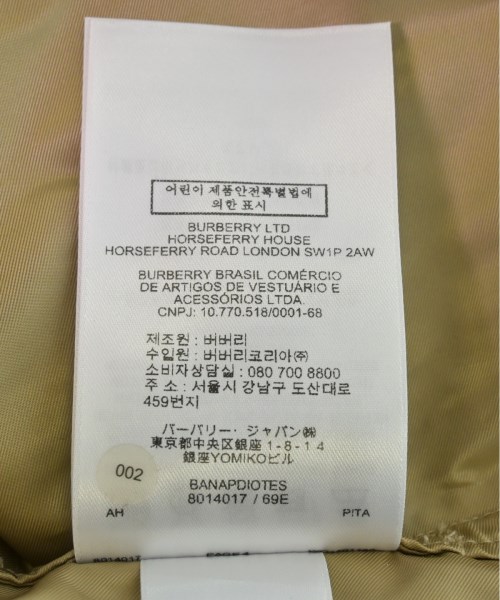 어린이 제품안전특별법에
의한 표시
BURBERRY LTD
HORSEFERRY HOUSE
HORSEFERRY ROAD LONDON SW1P 2AW
BURBERRY BRASIL COMÉRCIO
DE ARTIGOS DE VESTUÁRIO E
ACESSÓRIOS LTDA.
CNPJ: 10.770.518/0001-68
제조원 : 버버리
수입원 : 버버리코리아㈜
소비자상담실 : 080 700 8800
주 소 : 서울시 강남구 도산대로
459번지
バーバリー・ジャパン㈱
東京都中央区銀座 1 - 8 - 1 4
銀座YOMIKOビル
002
BANAPDIOTES
8014017 / 69E
AH
PITA
8014017